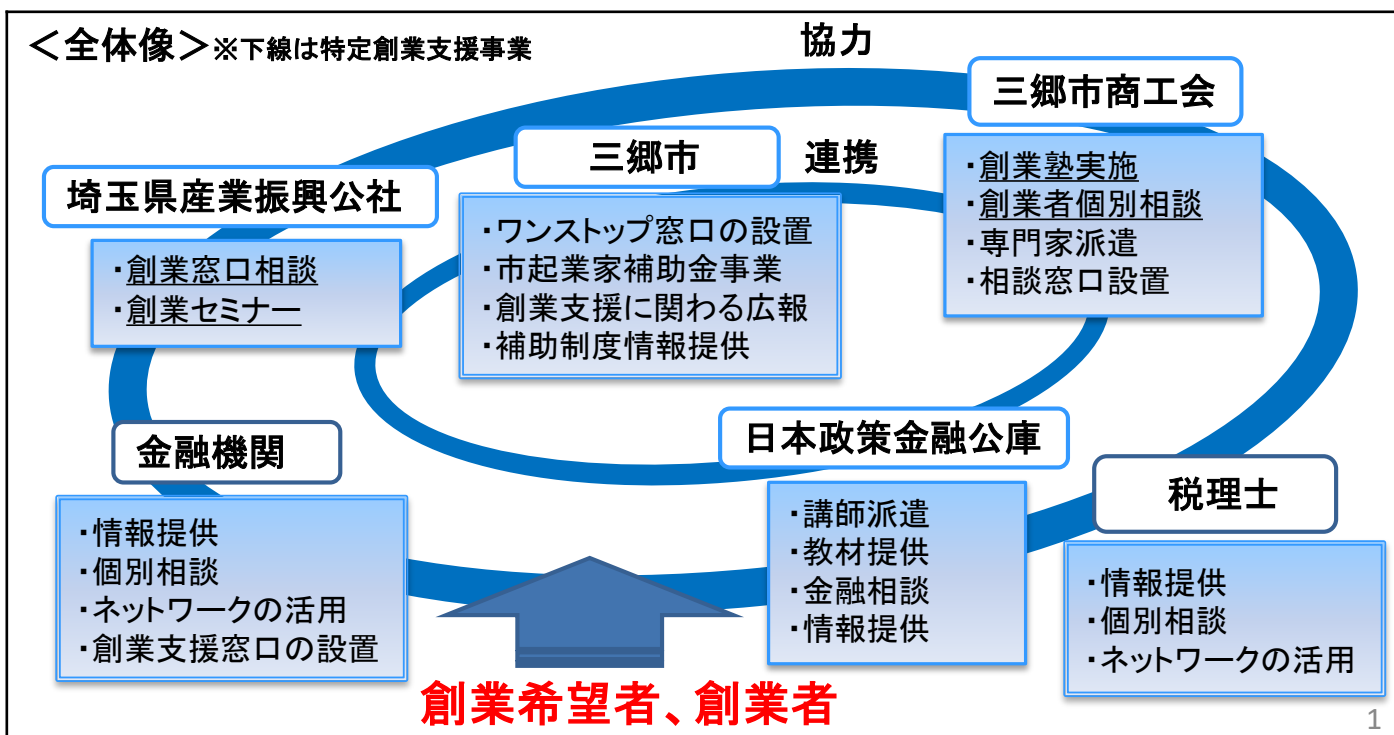 ＜全体像＞※下線は特定創業支援事業
協力
三郷市商工会
・創業塾実施
・創業者個別相談
・専門家派遣
・相談窓口設置
三郷市
連携
・ワンストップ窓口の設置
・市起業家補助金事業
・創業支援に関わる広報
・補助制度情報提供
埼玉県産業振興公社
・創業窓口相談
・創業セミナー
金融機関
・情報提供
・個別相談
・ネットワークの活用
・創業支援窓口の設置
日本政策金融公庫
・講師派遣
・教材提供
・金融相談
・情報提供
税理士
・情報提供
・個別相談
・ネットワークの活用
創業希望者、創業者
1